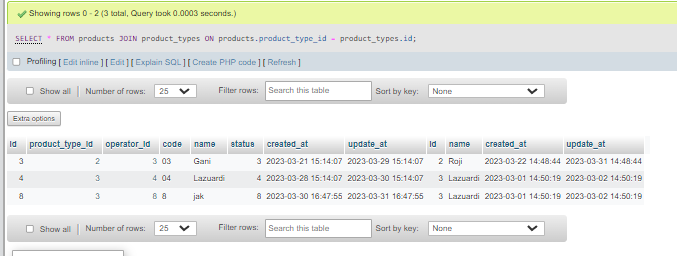 Showing rows 0 - 2 (3 total, Query took 0.0003 seconds.)
SELECT * FROM products JOIN product_types ON products.product_type_id = product_types.id;
Profiling [ Edit inline ] [ Edit ] [ Explain SQL ] [ Create PHP code ] [ Refresh ]
Show all | Number of rows: 25 Filter rows: Search this table Sort by key: None
Extra options
id product_type_id operator_id code name status created_at update_at id name created_at update_at
3 2 3 03 Gani 3 2023-03-21 15:14:07 2023-03-29 15:14:07 2 Roji 2023-03-22 14:48:44 2023-03-31 14:48:44
4 3 4 04 Lazuardi 4 2023-03-28 15:14:07 2023-03-30 15:14:07 3 Lazuardi 2023-03-01 14:50:19 2023-03-02 14:50:19
8 3 8 8 jak 8 2023-03-30 16:47:55 2023-03-31 16:47:55 3 Lazuardi 2023-03-01 14:50:19 2023-03-02 14:50:19
Show all | Number of rows: 25 Filter rows: Search this table Sort by key: None